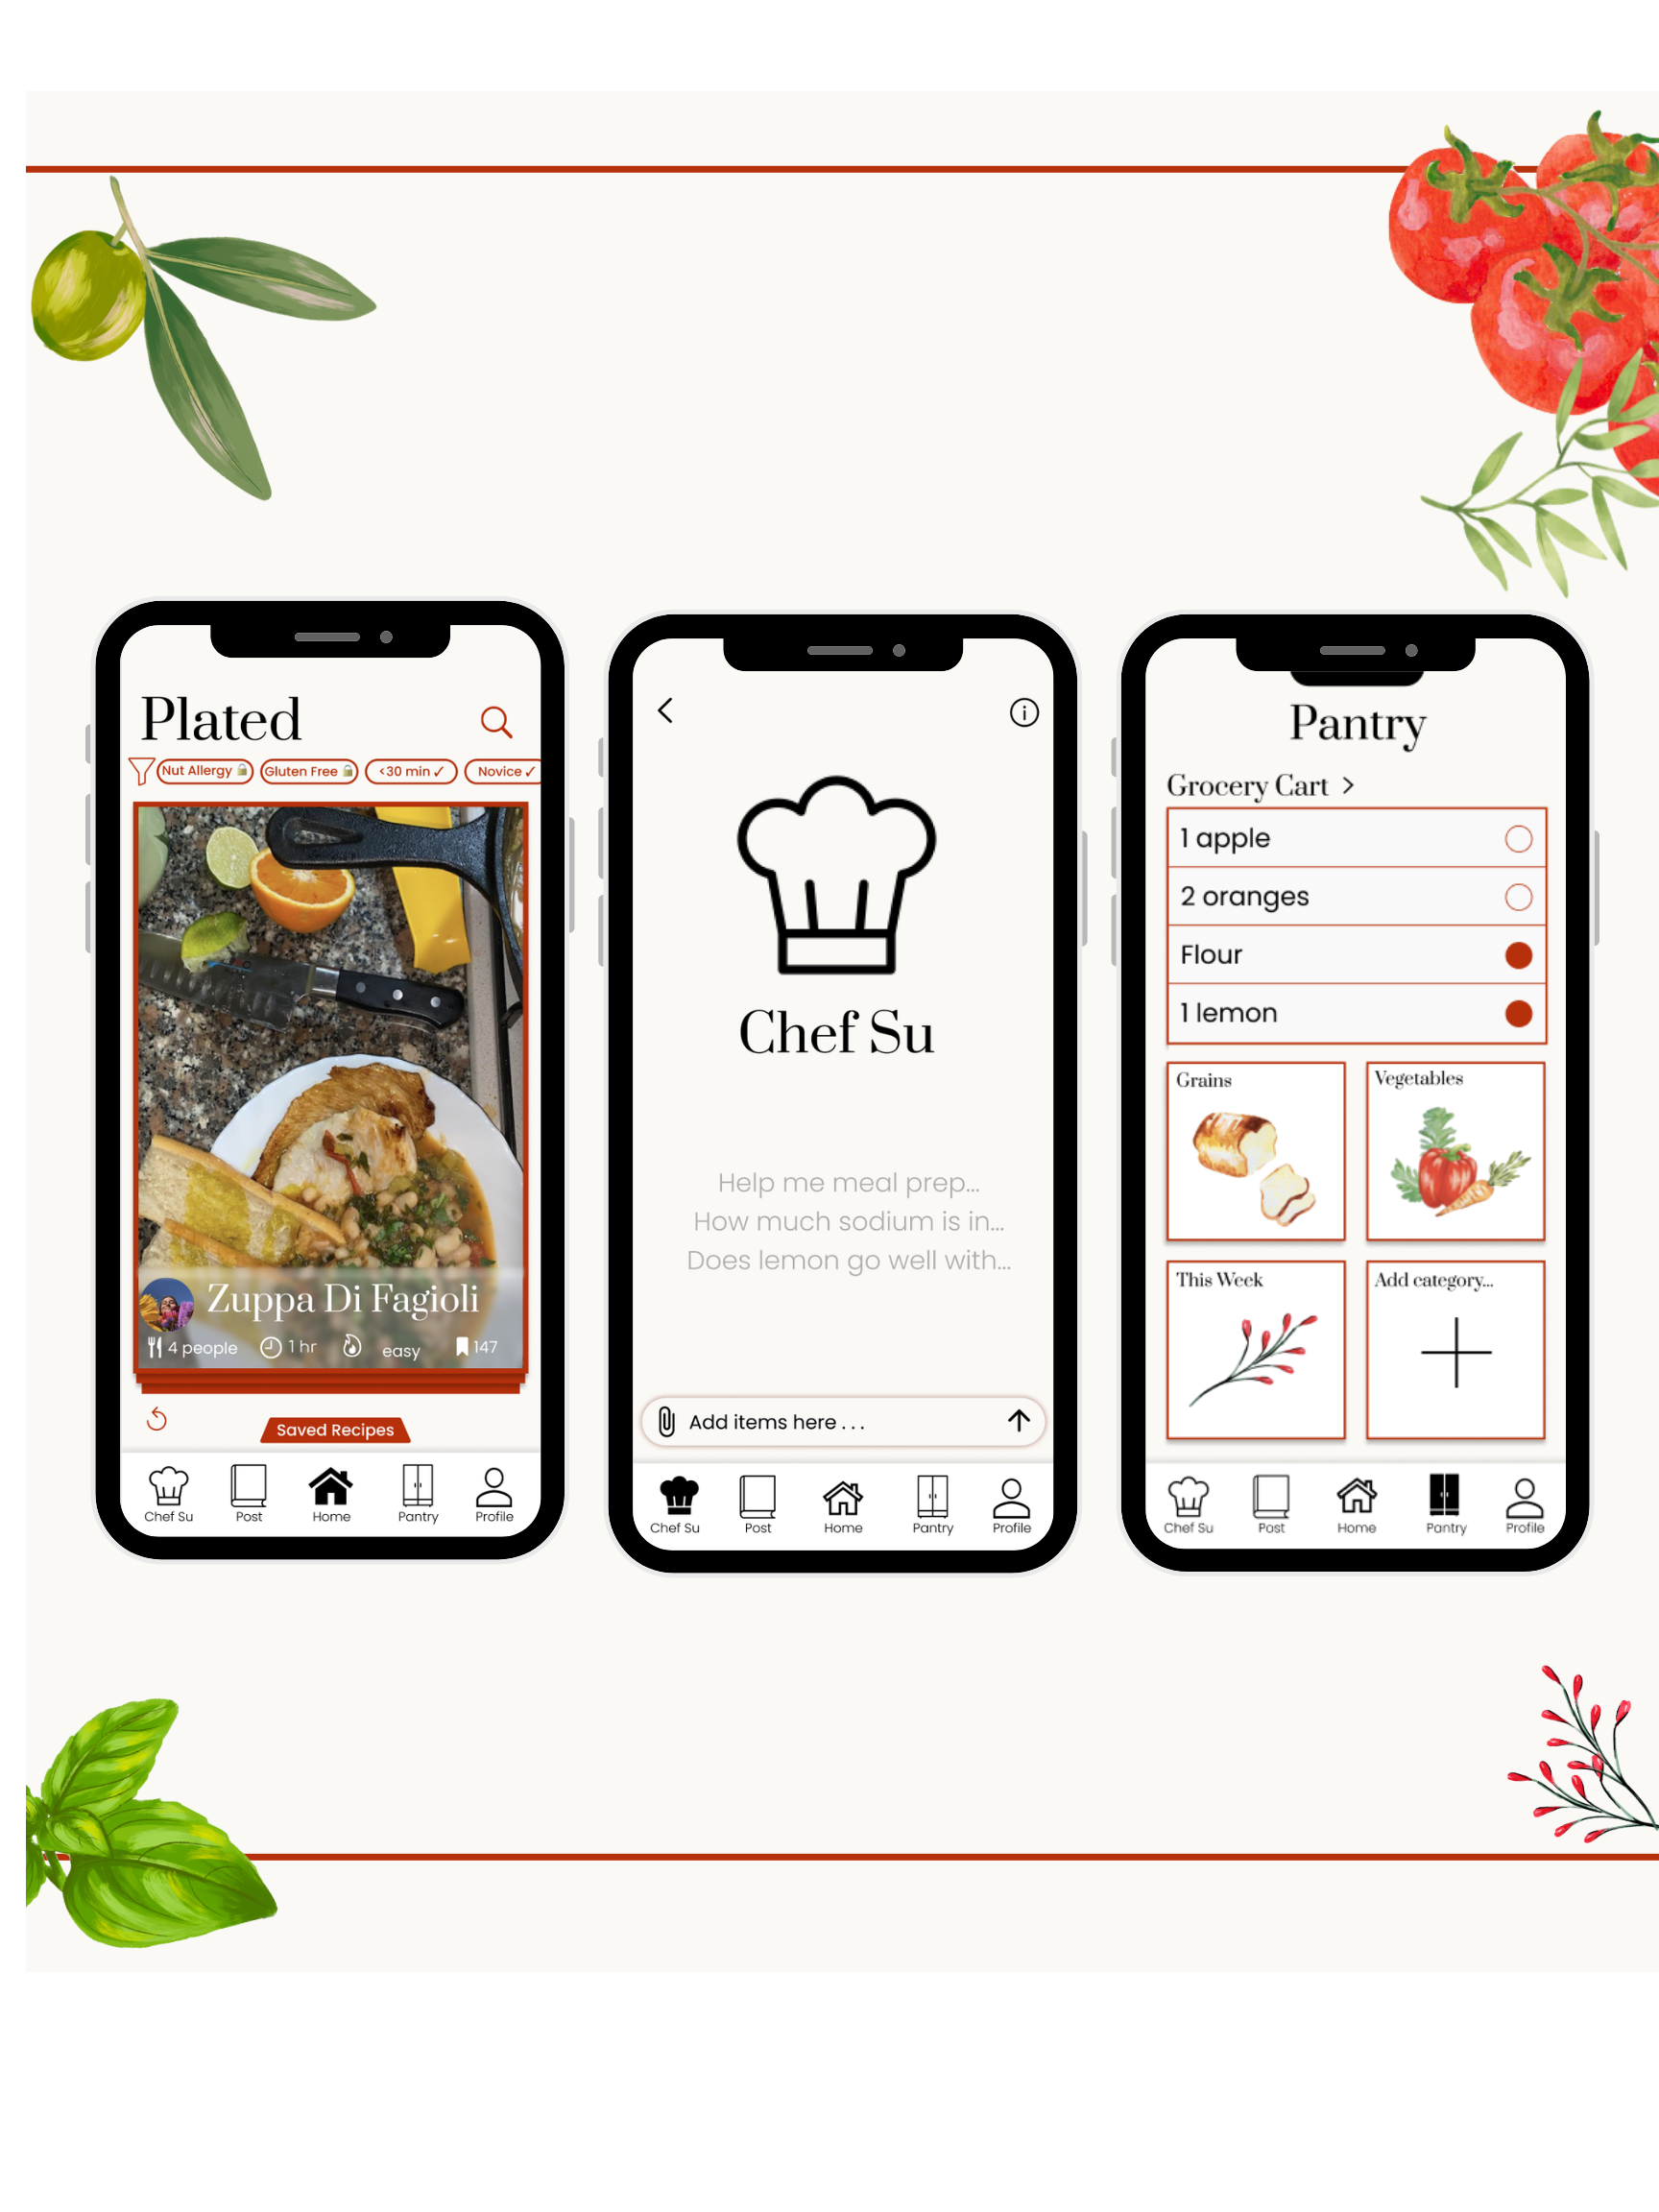 Plated
Nut Allergy
Gluten Free
<30 min ✓
Novice ✓
Zuppa Di Fagioli
4 people
1 hr
easy
147
Saved Recipes
Chef Su
Post
Home
Pantry
Profile
Chef Su
Help me meal prep...
How much sodium is in...
Does lemon go well with...
Add items here . . .
Chef Su
Post
Home
Pantry
Profile
Pantry
Grocery Cart >
1 apple
2 oranges
Flour
1 lemon
Grains
Vegetables
This Week
Add category...
Chef Su
Post
Home
Pantry
Profile